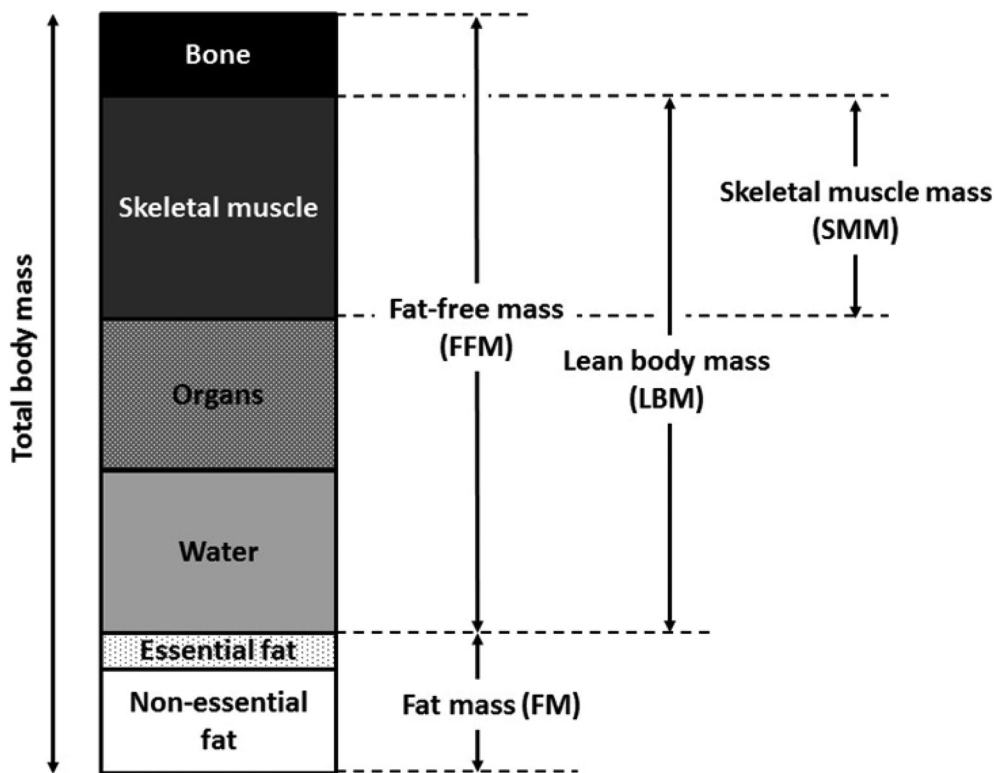 Total body mass
Bone
Skeletal muscle
Organs
Water
Essential fat
Non-essential
fat
Fat-free mass
(FFM)
Fat mass (FM)
Lean body mass
(LBM)
Skeletal muscle mass
(SMM)